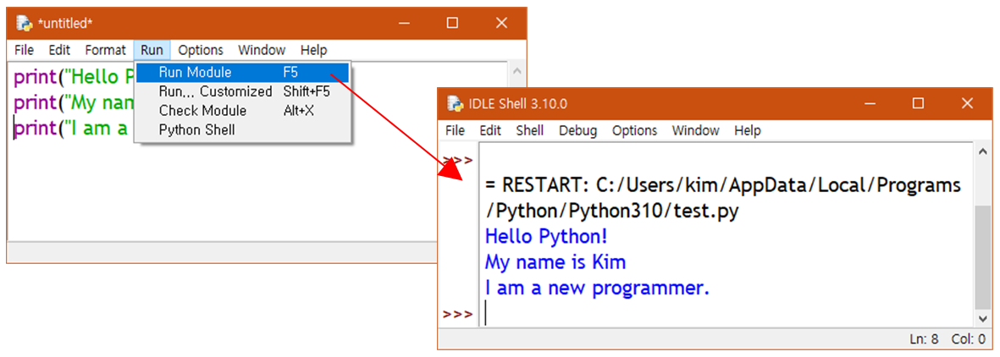 *untitled*
File Edit Format Run Options Window Help
print("Hello P
print("My nam
print("I am a
Run Module F5
Run... Customized Shift+F5
Check Module Alt+X
Python Shell
IDLE Shell 3.10.0
File Edit Shell Debug Options Window Help
>>>
= RESTART: C:/Users/kim/AppData/Local/Programs
/Python/Python310/test.py
Hello Python!
My name is Kim
I am a new programmer.
>>>
Ln: 8 Col: 0